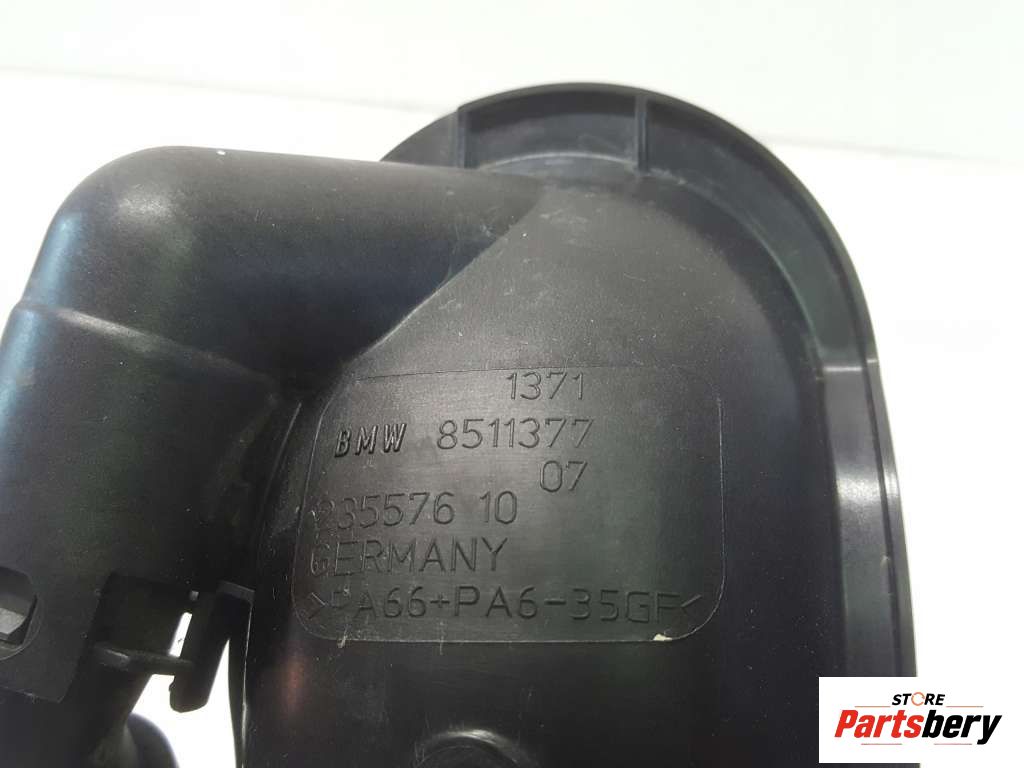 1371
BMW 8511377
07
235576 10
GERMANY
>PA66+PA6-35GF<
STORE
Partsbery